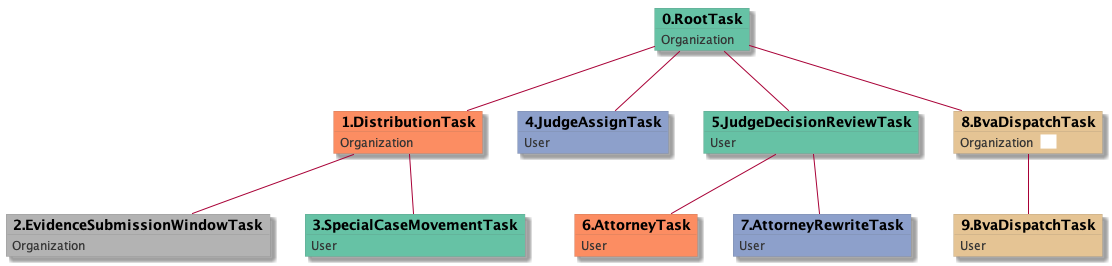 0.RootTask
Organization
1.DistributionTask
Organization
4.JudgeAssignTask
User
5.JudgeDecisionReviewTask
User
8.BvaDispatchTask
Organization
2.EvidenceSubmissionWindowTask
Organization
3.SpecialCaseMovementTask
User
6.AttorneyTask
User
7.AttorneyRewriteTask
User
9.BvaDispatchTask
User